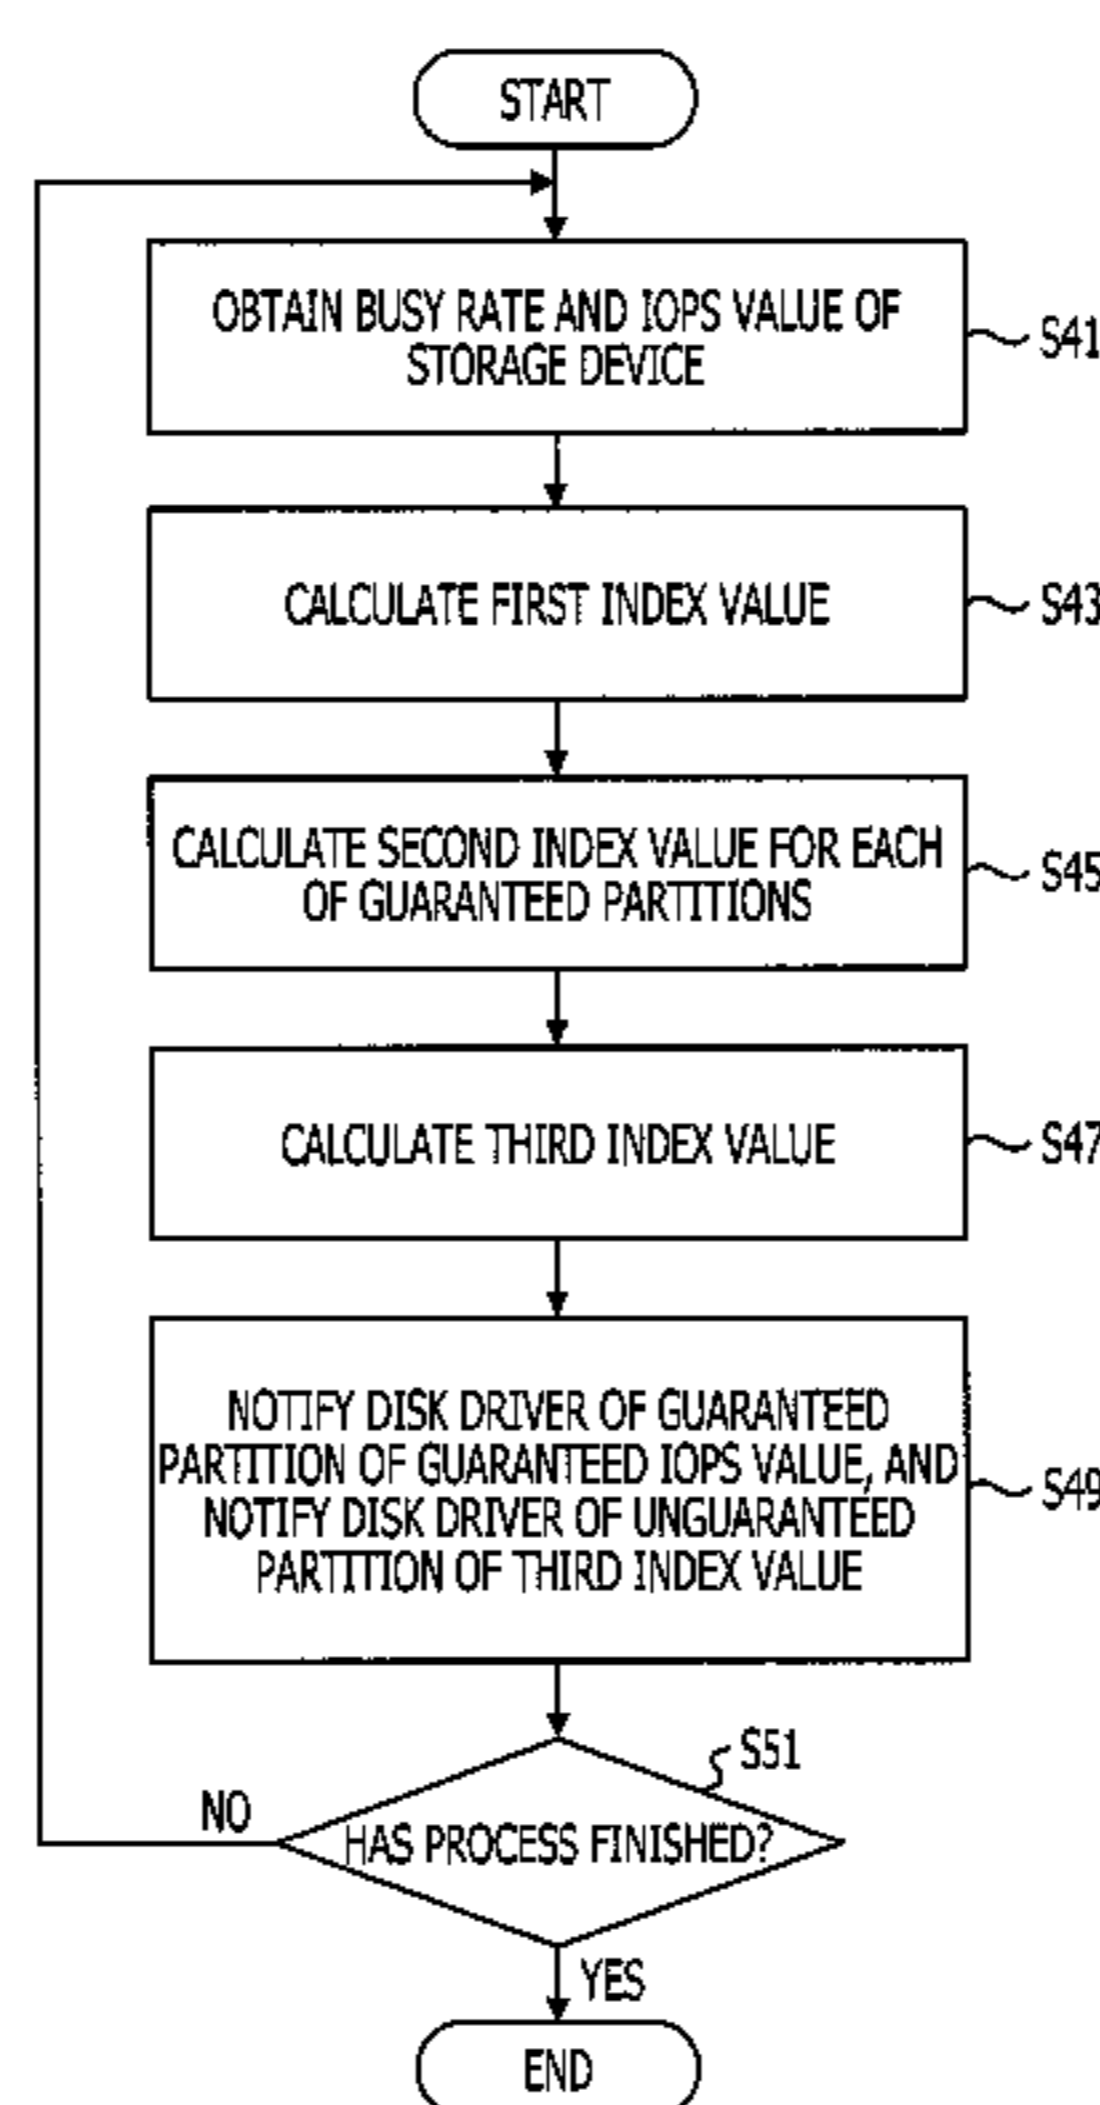 START
OBTAIN BUSY RATE AND IOPS VALUE OF
STORAGE DEVICE
S41
CALCULATE FIRST INDEX VALUE
S43
CALCULATE SECOND INDEX VALUE FOR EACH
OF GUARANTEED PARTITIONS
S45
CALCULATE THIRD INDEX VALUE
S47
NOTIFY DISK DRIVER OF GUARANTEED
PARTITION OF GUARANTEED IOPS VALUE, AND
NOTIFY DISK DRIVER OF UNGUARANTEED
PARTITION OF THIRD INDEX VALUE
S49
S51
NO
HAS PROCESS FINISHED?
YES
END